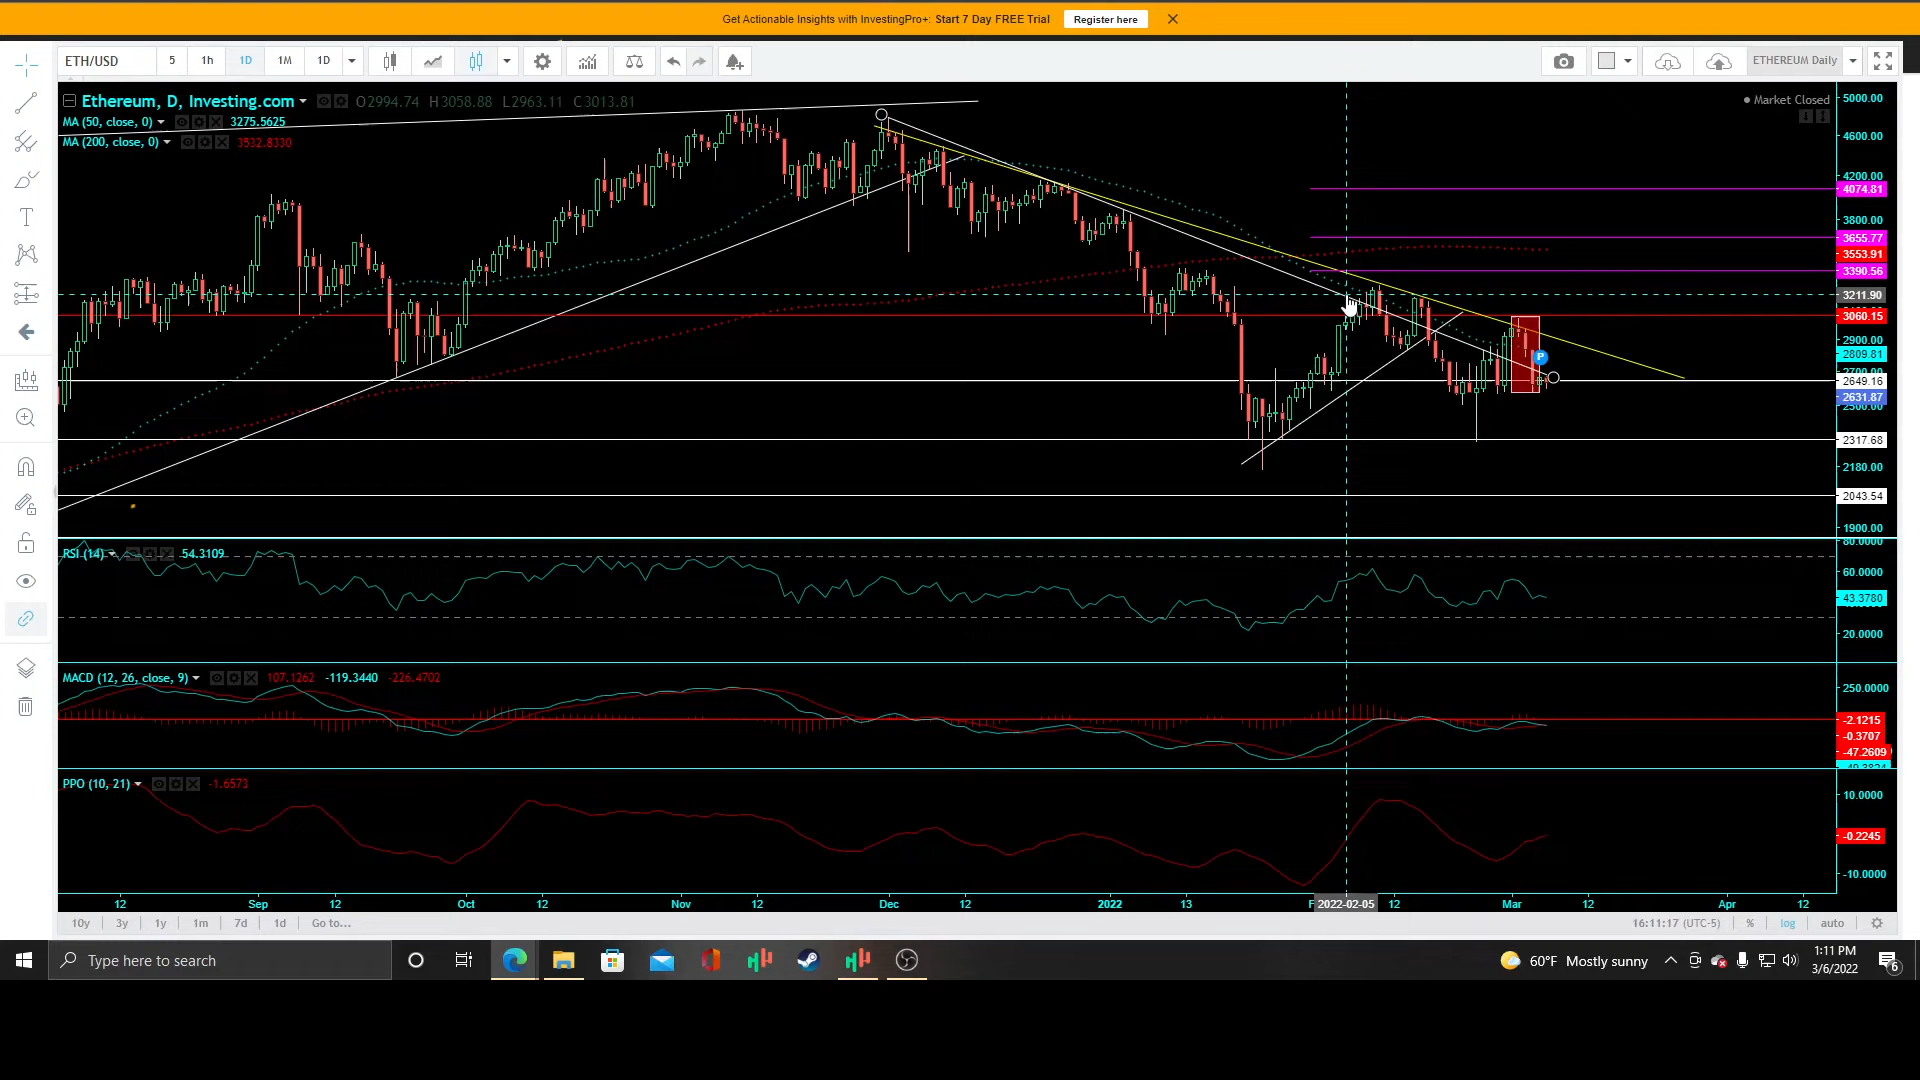 Get Actionable Insights with InvestingPro+: Start 7 Day FREE Trial Register here
ETH/USD 5 1h 1D 1M 1D ETHEREUM Daily
Ethereum, D, Investing.com O2994.74 H3058.88 L2963.11 C3013.81
Market Closed
MA (50, close, 0) 3275.5625
MA (200, close, 0) 3532.8330
5000.00
4600.00
4200.00
4074.81
3800.00
3655.77
3553.91
3390.56
3211.90
3060.15
2900.00
2809.81
2649.16
2631.87
2500.00
2317.68
2180.00
2043.54
1900.00
P
RSI (14) 54.3109
80.0000
60.0000
43.3780
20.0000
MACD (12, 26, close, 9) 107.1262 -119.3440 -226.4702
250.0000
-2.1215
-0.3707
-47.2609
PPO (10, 21) -1.6573
10.0000
-0.2245
-10.0000
12 Sep 12 Oct 12 Nov 12 Dec 12 2022 13 F 2022-02-05 12 Mar 12 Apr 12
10y 3y 1y 1m 7d 1d Go to... 16:11:17 (UTC-5) % log auto
Type here to search
60°F Mostly sunny
1:11 PM
3/6/2022
6